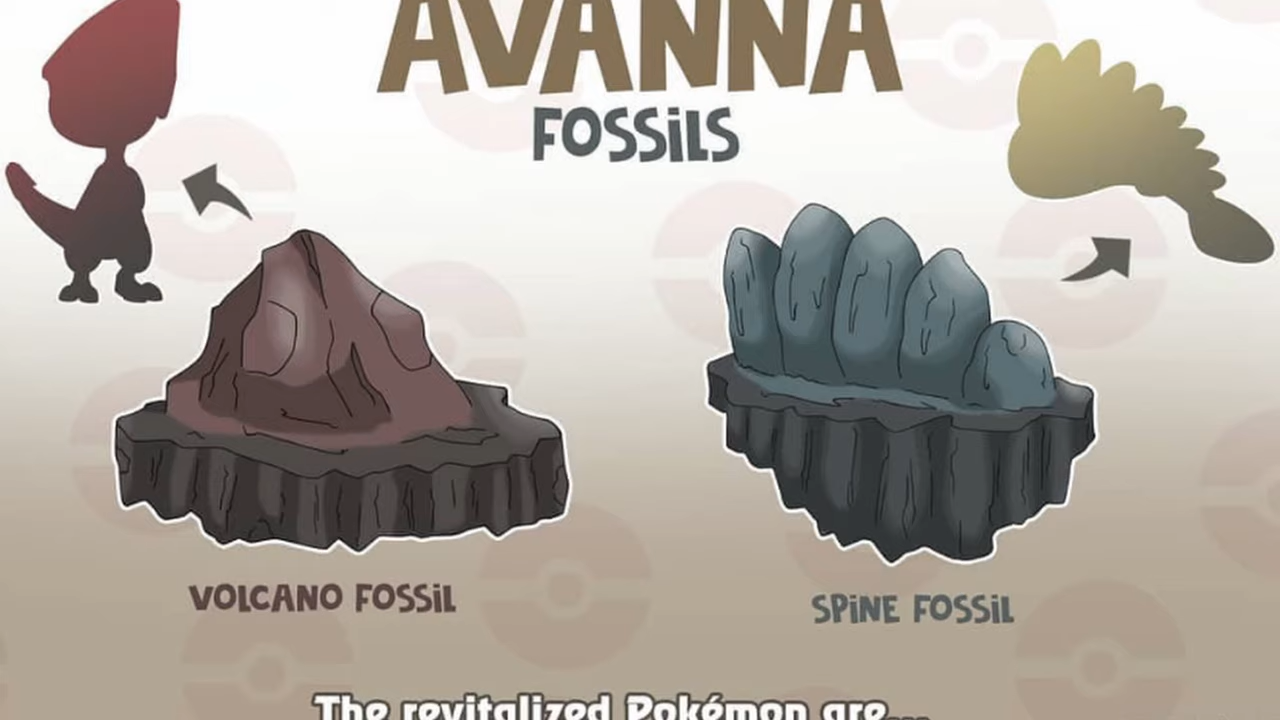 AVANNA
FOSSiLS
VOLCANO FOSSiL
SPiNE FOSSiL
The revitalized Pokémon are...